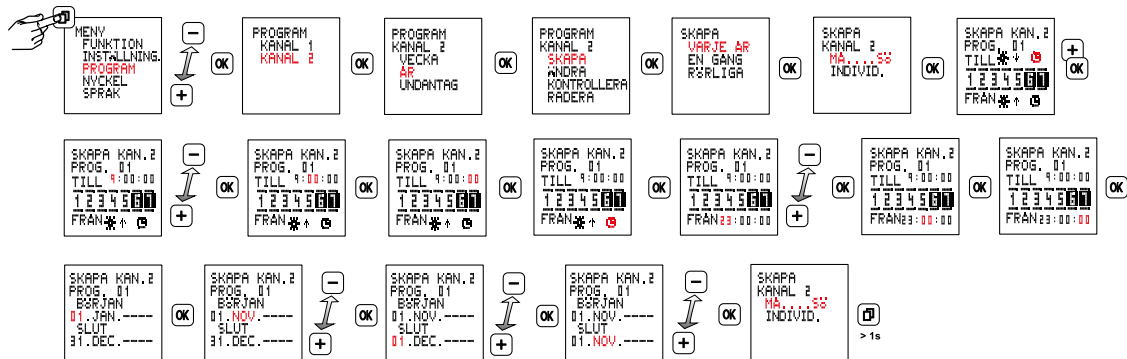 MENY
FUNKTION
INSTÄLLNING.
PROGRAM
NYCKEL
SPRÅK
−
+
OK
PROGRAM
KANAL 1
KANAL 2
OK
PROGRAM
KANAL 2
VECKA
ÅR
UNDANTAG
OK
PROGRAM
KANAL 2
SKAPA
ÄNDRA
KONTROLLERA
RADERA
OK
SKAPA
VARJE ÅR
EN GÅNG
RÖRLIGA
OK
SKAPA
KANAL 2
MÅ....SÖ
INDIVID.
OK
SKAPA KAN.2
PROG. 01
TILL ↓
1 2 3 4 5 6 7
FRÅN ↑
+
OK
SKAPA KAN.2
PROG. 01
TILL 9:00:00
1 2 3 4 5 6 7
FRÅN ↑
−
+
OK
SKAPA KAN.2
PROG. 01
TILL 9:00:00
1 2 3 4 5 6 7
FRÅN ↑
OK
SKAPA KAN.2
PROG. 01
TILL 9:00:00
1 2 3 4 5 6 7
FRÅN ↑
OK
SKAPA KAN.2
PROG. 01
TILL 9:00:00
1 2 3 4 5 6 7
FRÅN ↑
OK
SKAPA KAN.2
PROG. 01
TILL 9:00:00
1 2 3 4 5 6 7
FRÅN23:00:00
−
+
OK
SKAPA KAN.2
PROG. 01
TILL 9:00:00
1 2 3 4 5 6 7
FRÅN23:00:00
OK
SKAPA KAN.2
PROG. 01
TILL 9:00:00
1 2 3 4 5 6 7
FRÅN23:00:00
OK
SKAPA KAN.2
PROG. 01
BÖRJAN
01.JAN.----
SLUT
31.DEC.----
OK
SKAPA KAN.2
PROG. 01
BÖRJAN
01.NOV.----
SLUT
31.DEC.----
−
+
OK
SKAPA KAN.2
PROG. 01
BÖRJAN
01.NOV.----
SLUT
01.DEC.----
−
+
OK
SKAPA KAN.2
PROG. 01
BÖRJAN
01.NOV.----
SLUT
01.NOV.----
−
+
OK
SKAPA
KANAL 2
MÅ....SÖ
INDIVID.
> 1s